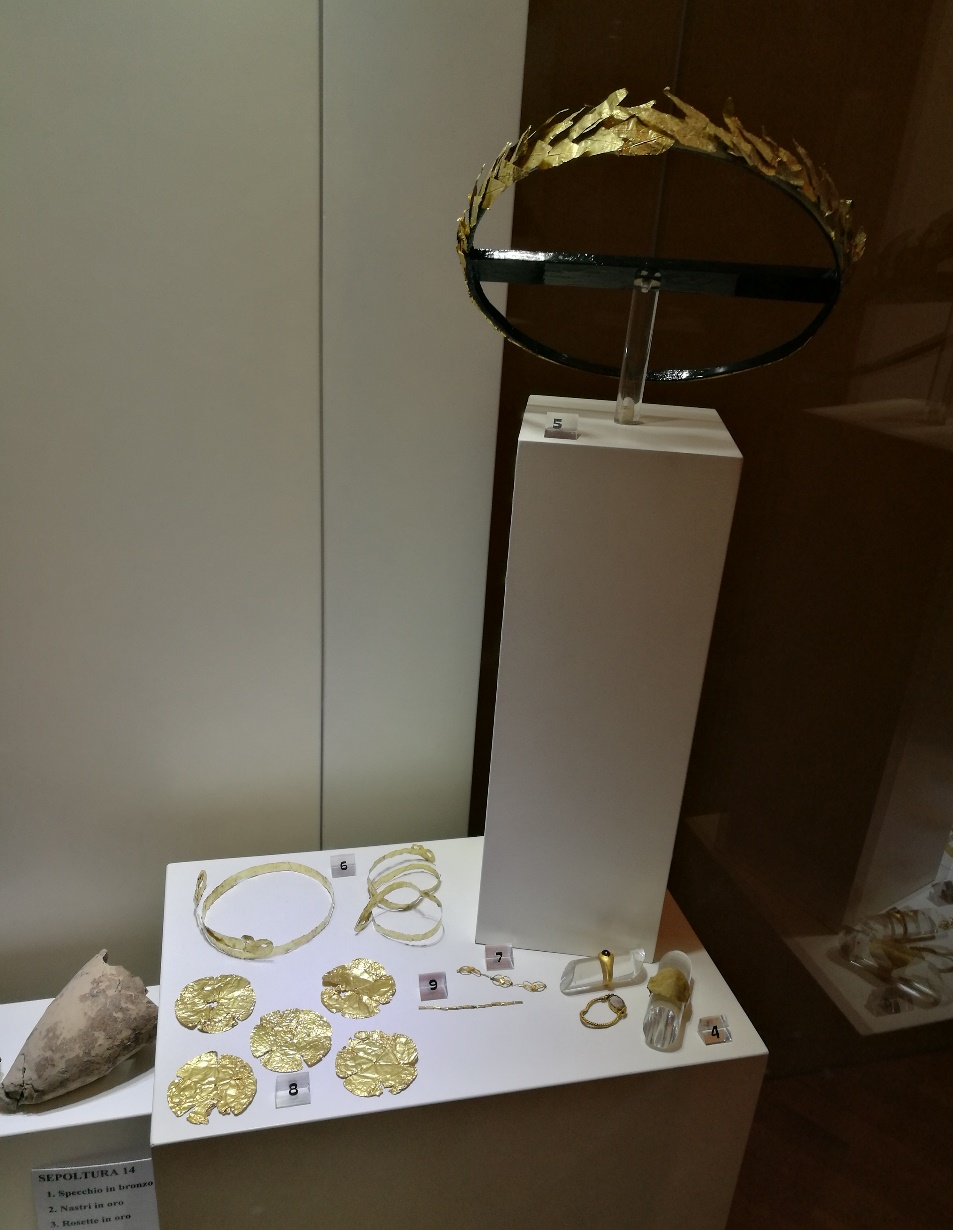 5
6
7
9
4
8
SEPOLTURA 14
1. Specchio in bronzo
2. Nastri in oro
3. Rosette in oro